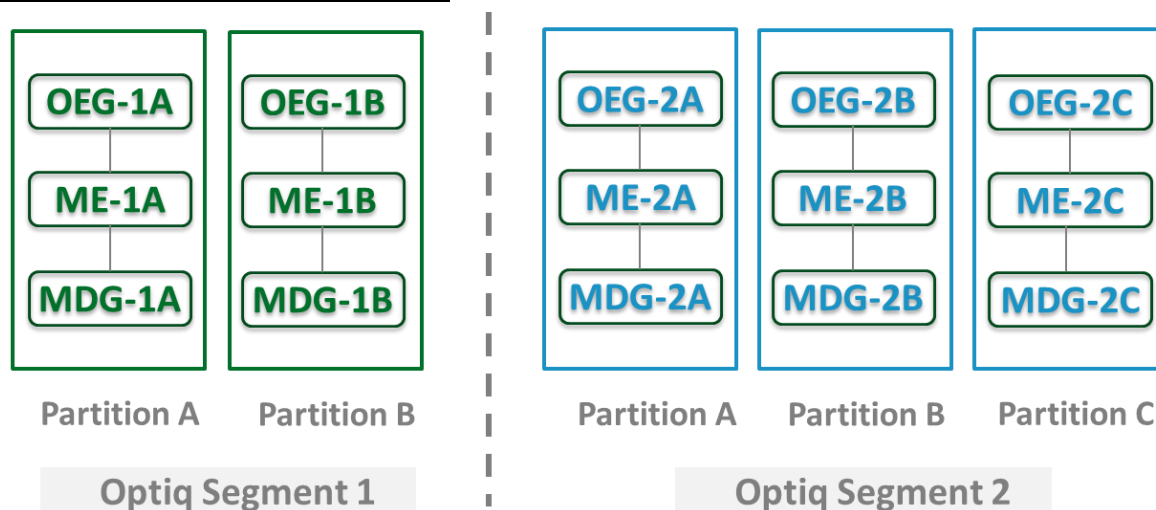 OEG-1A
ME-1A
MDG-1A
Partition A
OEG-1B
ME-1B
MDG-1B
Partition B
Optiq Segment 1
OEG-2A
ME-2A
MDG-2A
Partition A
OEG-2B
ME-2B
MDG-2B
Partition B
OEG-2C
ME-2C
MDG-2C
Partition C
Optiq Segment 2